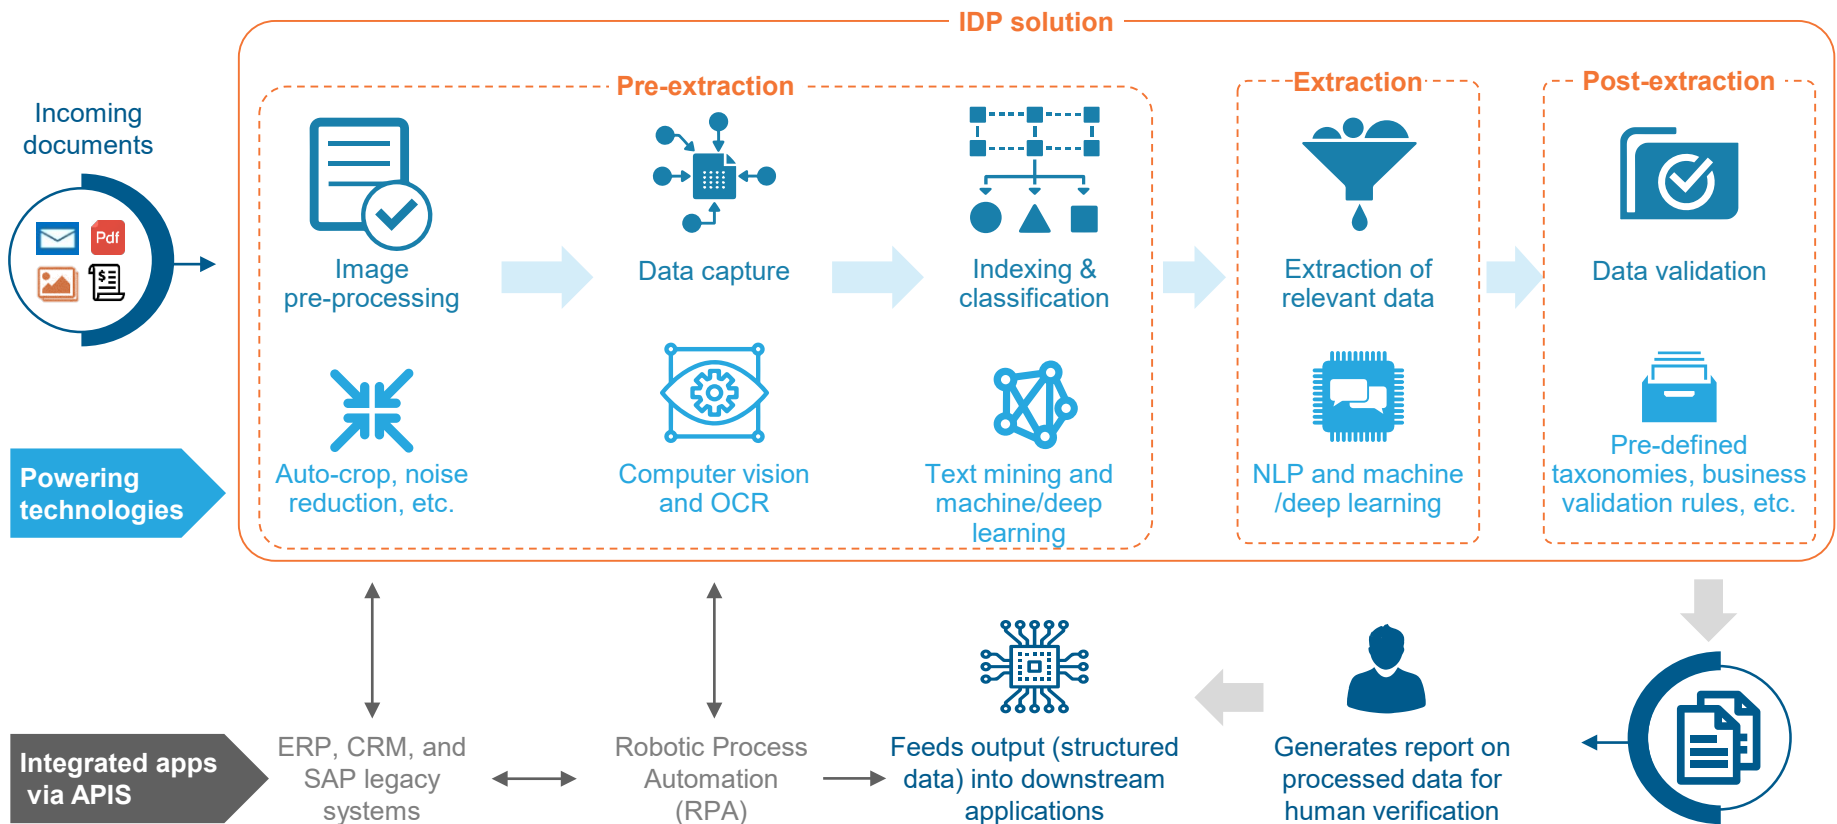 IDP solution
Pre-extraction
Extraction
Post-extraction
Incoming
documents
Pdf
$
Image
pre-processing
Data capture
Indexing &
classification
Extraction of
relevant data
Data validation
Powering
technologies
Auto-crop, noise
reduction, etc.
Computer vision
and OCR
Text mining and
machine/deep
learning
NLP and machine
/deep learning
Pre-defined
taxonomies, business
validation rules, etc.
Integrated apps
via APIS
ERP, CRM, and
SAP legacy
systems
Robotic Process
Automation
(RPA)
Feeds output (structured
data) into downstream
applications
Generates report on
processed data for
human verification